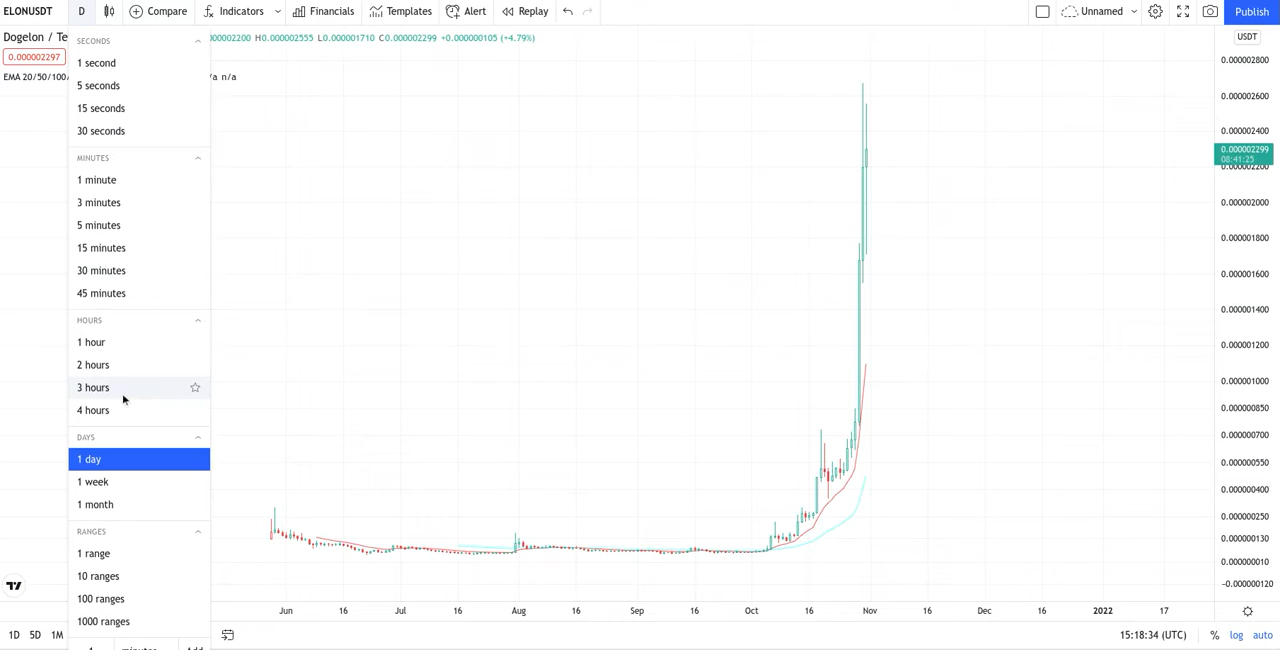 ELONUSDT D Compare Indicators Financials Templates Alert Replay Unnamed Publish
Dogelon / Te 000002200 H0.000002555 L0.000001710 C0.000002299 +0.000000105 (+4.79%)
0.000002297
EMA 20/50/100/ a n/a
SECONDS
1 second
5 seconds
15 seconds
30 seconds
MINUTES
1 minute
3 minutes
5 minutes
15 minutes
30 minutes
45 minutes
HOURS
1 hour
2 hours
3 hours
4 hours
DAYS
1 day
1 week
1 month
RANGES
1 range
10 ranges
100 ranges
1000 ranges
1 minutes Add
USDT
0.000002800
0.000002600
0.000002400
0.000002299
08:41:25
0.000002200
0.000002000
0.000001800
0.000001600
0.000001400
0.000001200
0.000001000
0.000000850
0.000000700
0.000000550
0.000000400
0.000000250
0.000000130
0.000000010
−0.000000120
Jun 16 Jul 16 Aug 16 Sep 16 Oct 16 Nov 16 Dec 16 2022 17
1D 5D 1M 15:18:34 (UTC) % log auto